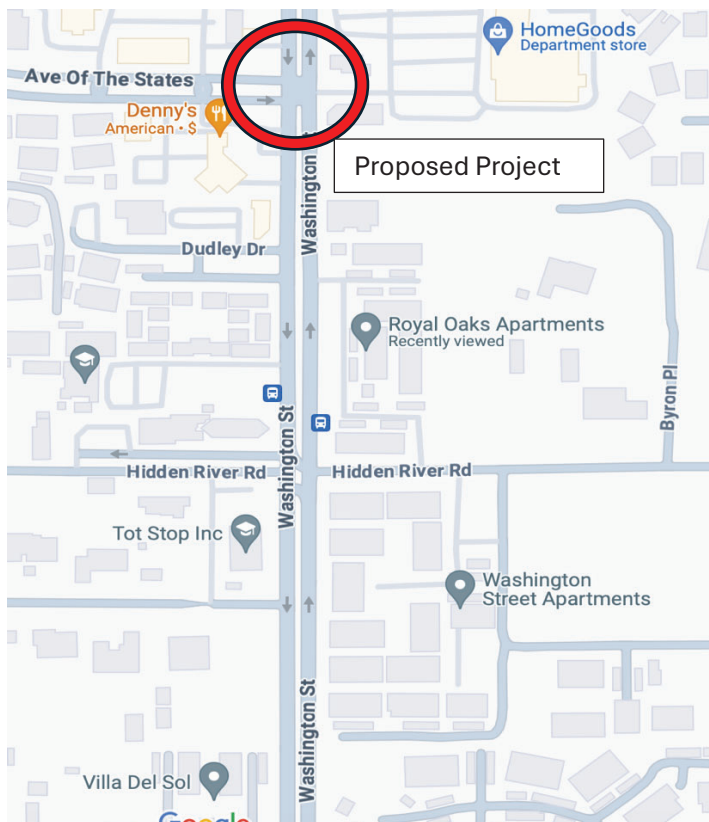 HomeGoods
Department store
Ave Of The States
Denny's
American • $
Washington St
Proposed Project
Dudley Dr
Royal Oaks Apartments
Recently viewed
Byron Pl
Washington St
Hidden River Rd
Hidden River Rd
Tot Stop Inc
Washington
Street Apartments
Washington St
Villa Del Sol
Google